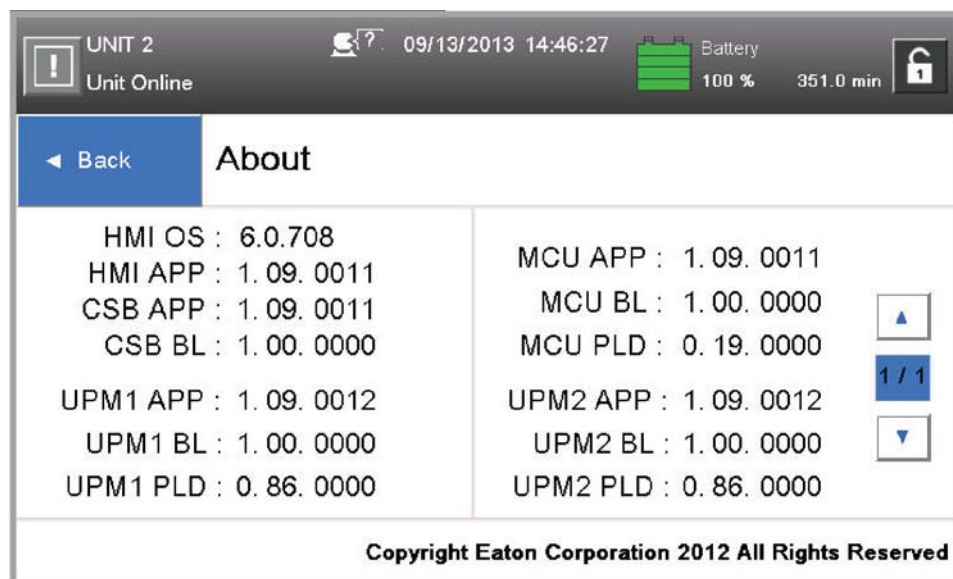 UNIT 2
Unit Online
? 09/13/2013 14:46:27
Battery
100 % 351.0 min
1
◄ Back
About
HMI OS : 6.0.708
HMI APP : 1. 09. 0011
CSB APP : 1. 09. 0011
CSB BL : 1. 00. 0000
UPM1 APP : 1. 09. 0012
UPM1 BL : 1. 00. 0000
UPM1 PLD : 0. 86. 0000
MCU APP : 1. 09. 0011
MCU BL : 1. 00. 0000
MCU PLD : 0. 19. 0000
UPM2 APP : 1. 09. 0012
UPM2 BL : 1. 00. 0000
UPM2 PLD : 0. 86. 0000
1 / 1
Copyright Eaton Corporation 2012 All Rights Reserved